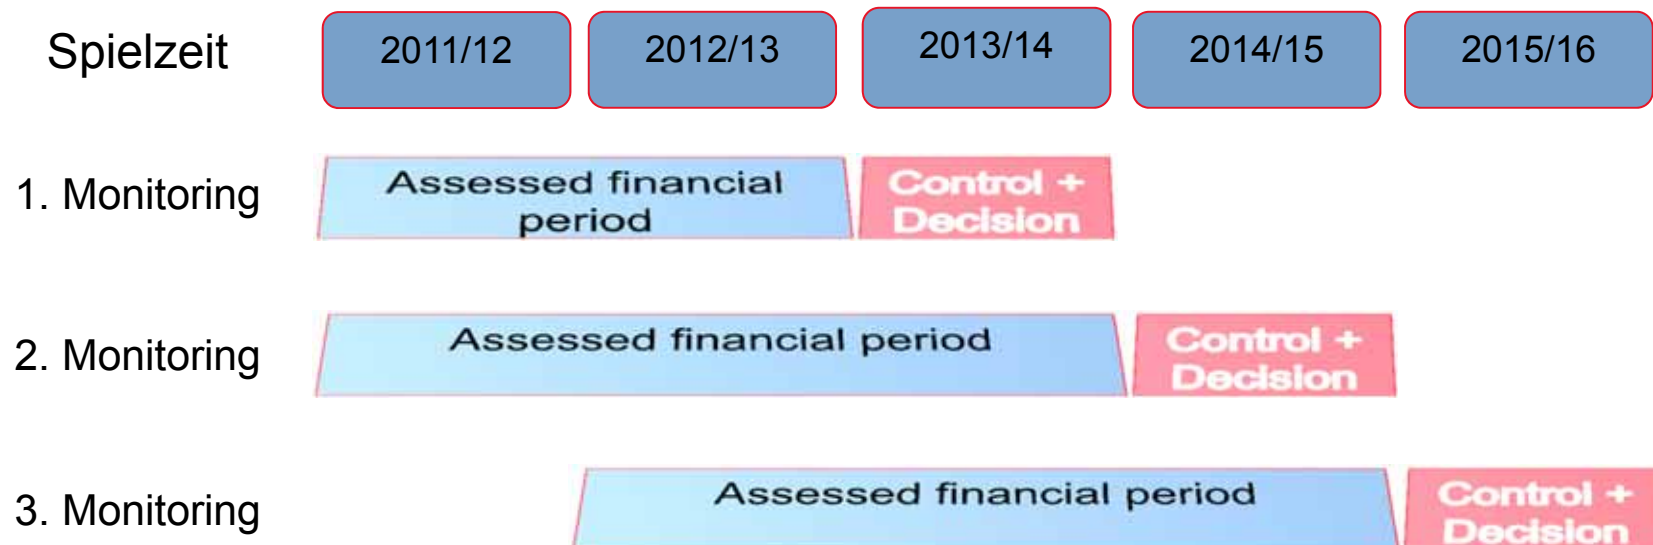 Spielzeit 2011/12 2012/13 2013/14 2014/15 2015/16
1. Monitoring
Assessed financial
period
Control +
Decision
2. Monitoring
Assessed financial period
Control +
Decision
3. Monitoring
Assessed financial period
Control +
Decision